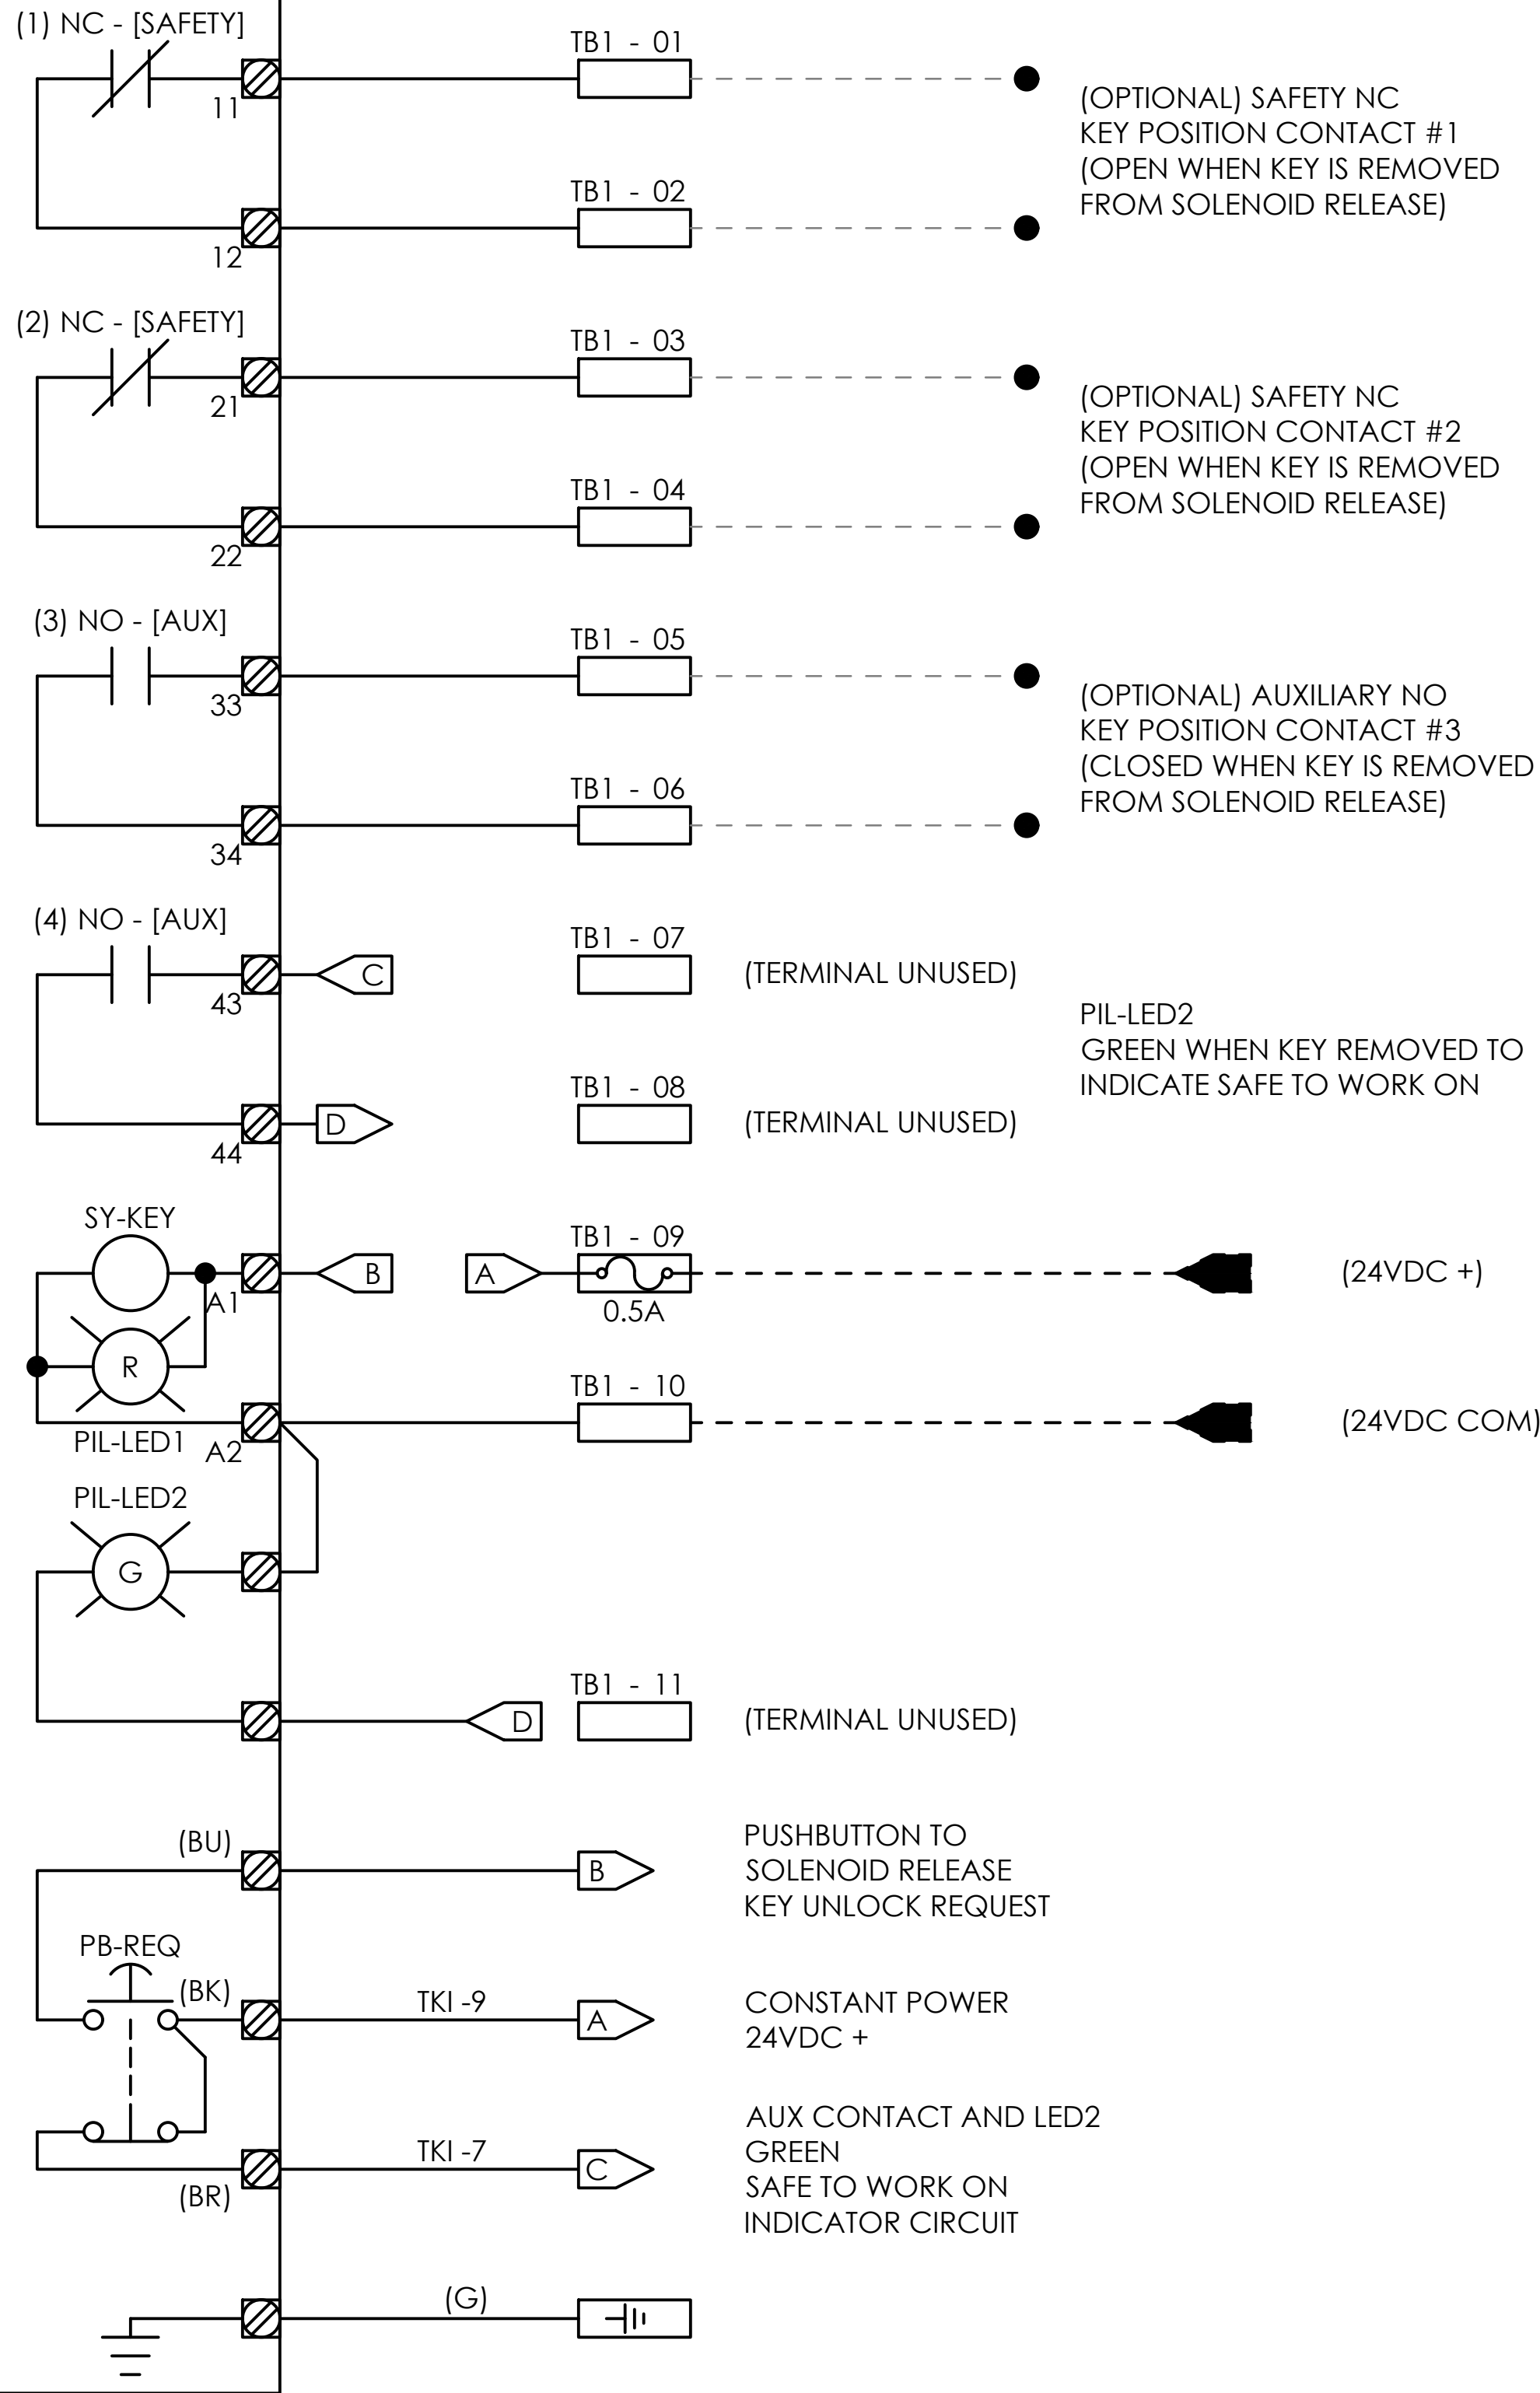 (1) NC - [SAFETY]
11
TB1 - 01
(OPTIONAL) SAFETY NC
KEY POSITION CONTACT #1
(OPEN WHEN KEY IS REMOVED
FROM SOLENOID RELEASE)
12
TB1 - 02
(2) NC - [SAFETY]
21
TB1 - 03
(OPTIONAL) SAFETY NC
KEY POSITION CONTACT #2
(OPEN WHEN KEY IS REMOVED
FROM SOLENOID RELEASE)
22
TB1 - 04
(3) NO - [AUX]
33
TB1 - 05
(OPTIONAL) AUXILIARY NO
KEY POSITION CONTACT #3
(CLOSED WHEN KEY IS REMOVED
FROM SOLENOID RELEASE)
34
TB1 - 06
(4) NO - [AUX]
43
C
TB1 - 07
(TERMINAL UNUSED)
PIL-LED2
GREEN WHEN KEY REMOVED TO
INDICATE SAFE TO WORK ON
44
D
TB1 - 08
(TERMINAL UNUSED)
SY-KEY
A1
B
A
TB1 - 09
0.5A
(24VDC +)
R
PIL-LED1
A2
TB1 - 10
(24VDC COM)
PIL-LED2
G
D
TB1 - 11
(TERMINAL UNUSED)
(BU)
B
PUSHBUTTON TO
SOLENOID RELEASE
KEY UNLOCK REQUEST
PB-REQ
(BK)
TKI -9
A
CONSTANT POWER
24VDC +
(BR)
TKI -7
C
AUX CONTACT AND LED2
GREEN
SAFE TO WORK ON
INDICATOR CIRCUIT
(G)